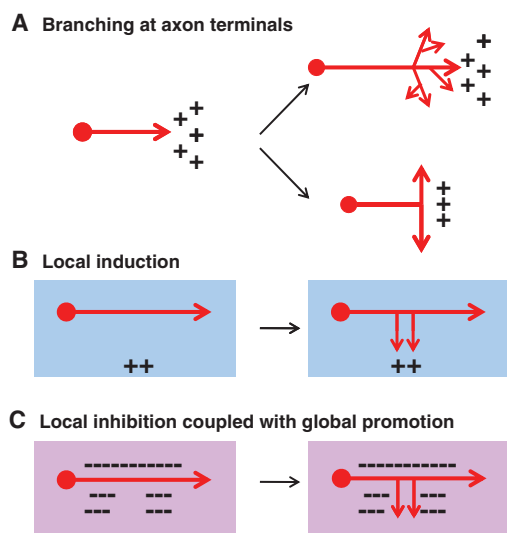 A Branching at axon terminals
+ + + + +
+ + + + +
+ + +
B Local induction
++
++
C Local inhibition coupled with global promotion
-----------
--- ---
--- ---
-----------
--- ---
--- ---